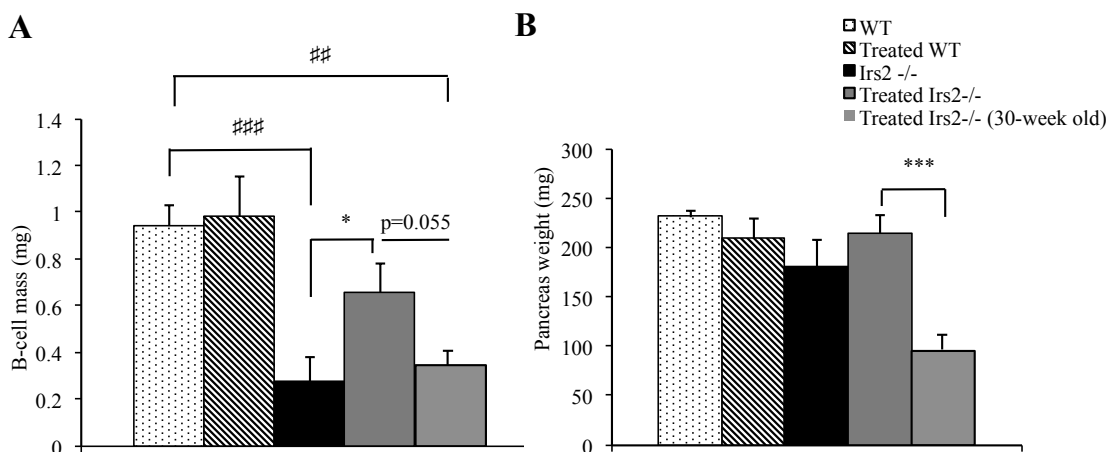 A
♯♯
♯♯♯
*
p=0.055
1.4
1.2
1
0.8
0.6
0.4
0.2
0
B-cell mass (mg)
B
WT
Treated WT
Irs2 -/-
Treated Irs2-/-
Treated Irs2-/- (30-week old)
***
300
250
200
150
100
50
0
Pancreas weight (mg)